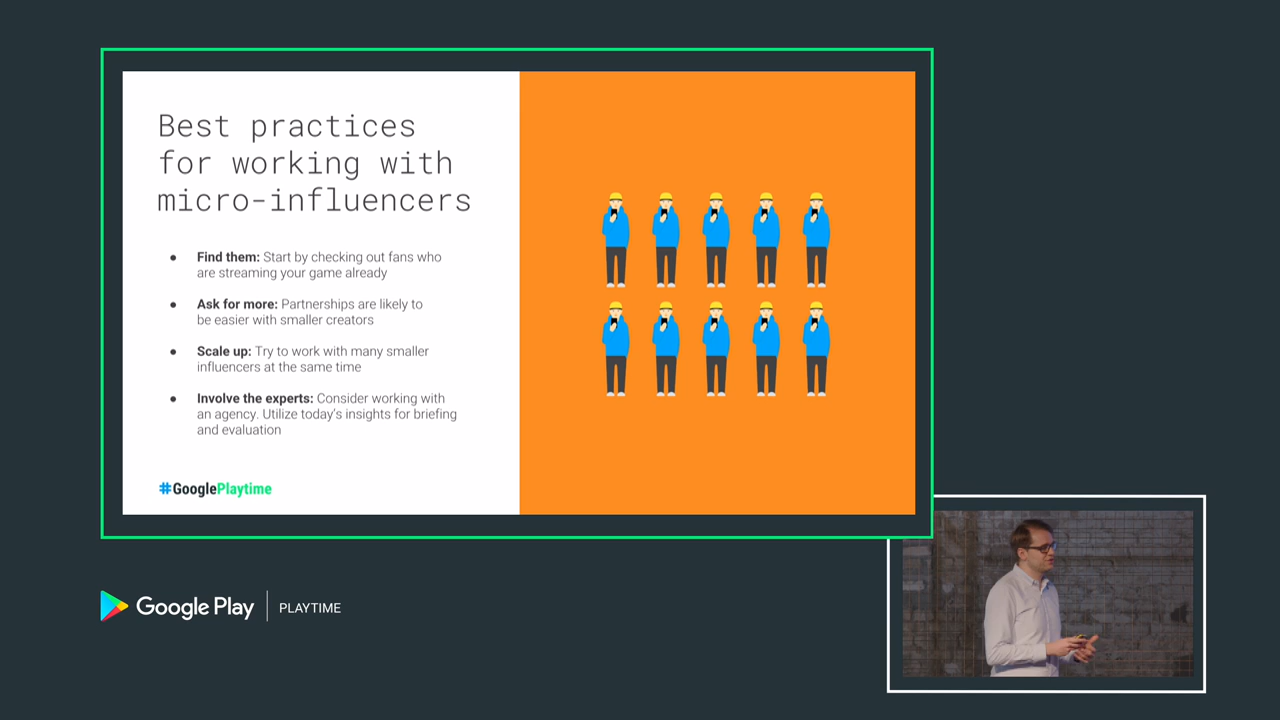 Best practices
for working with
micro-influencers
● Find them: Start by checking out fans who
are streaming your game already
● Ask for more: Partnerships are likely to
be easier with smaller creators
● Scale up: Try to work with many smaller
influencers at the same time
● Involve the experts: Consider working with
an agency. Utilize today's insights for briefing
and evaluation
#GooglePlaytime
Google Play | PLAYTIME